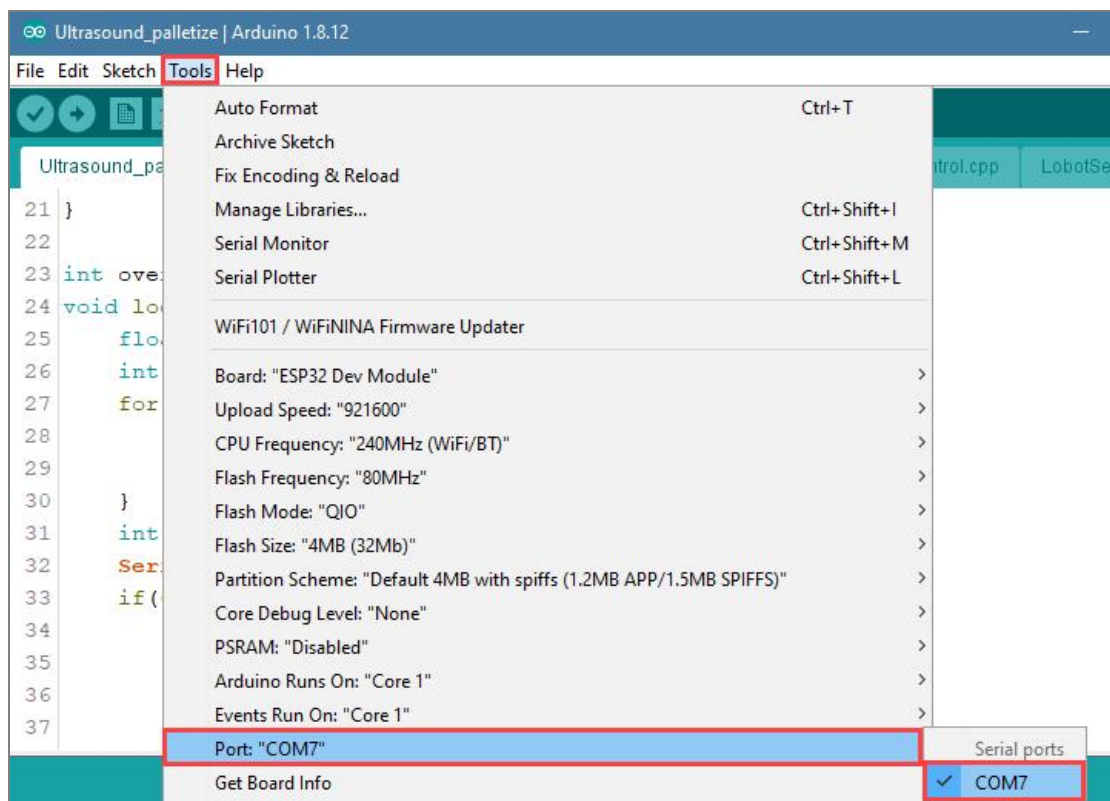 Ultrasound_palletize | Arduino 1.8.12
File Edit Sketch Tools Help
Auto Format Ctrl+T
Archive Sketch
Fix Encoding & Reload
Manage Libraries... Ctrl+Shift+I
Serial Monitor Ctrl+Shift+M
Serial Plotter Ctrl+Shift+L
WiFi101 / WiFiNINA Firmware Updater
Board: "ESP32 Dev Module"
Upload Speed: "921600"
CPU Frequency: "240MHz (WiFi/BT)"
Flash Frequency: "80MHz"
Flash Mode: "QIO"
Flash Size: "4MB (32Mb)"
Partition Scheme: "Default 4MB with spiffs (1.2MB APP/1.5MB SPIFFS)"
Core Debug Level: "None"
PSRAM: "Disabled"
Arduino Runs On: "Core 1"
Events Run On: "Core 1"
Port: "COM7"
Get Board Info
Serial ports
COM7
Ultrasound_pa
ntrol.cpp
LobotSe
21 }
22
23 int ove
24 void lo
25 flo
26 int
27 for
28
29
30 }
31 int
32 Ser
33 if(
34
35
36
37